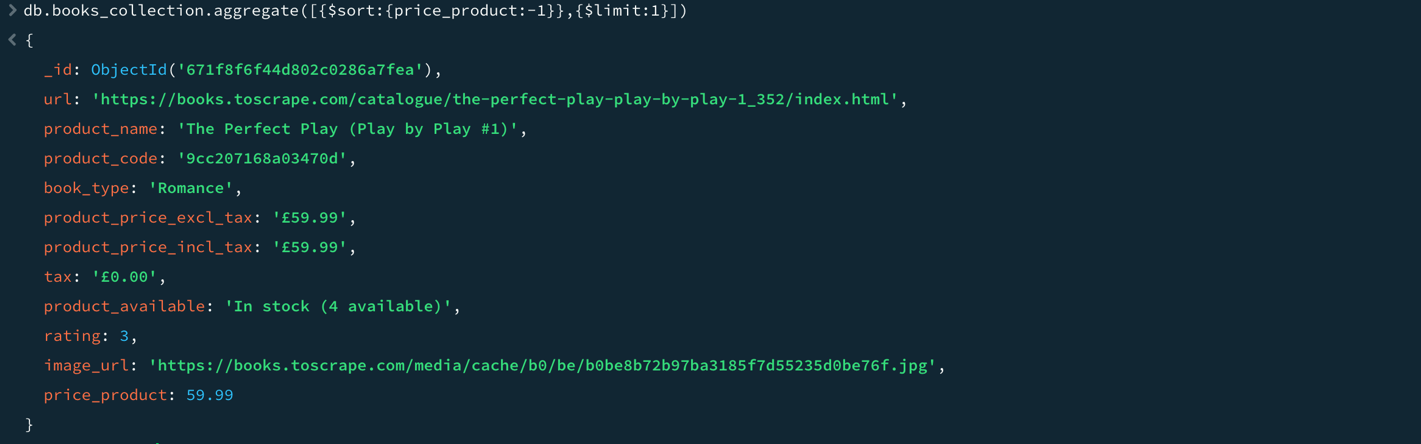 > db.books_collection.aggregate([{$sort:{price_product:-1}},{$limit:1}])
< {
_id: ObjectId('671f8f6f44d802c0286a7fea'),
url: 'https://books.toscrape.com/catalogue/the-perfect-play-play-by-play-1_352/index.html',
product_name: 'The Perfect Play (Play by Play #1)',
product_code: '9cc207168a03470d',
book_type: 'Romance',
product_price_excl_tax: '£59.99',
product_price_incl_tax: '£59.99',
tax: '£0.00',
product_available: 'In stock (4 available)',
rating: 3,
image_url: 'https://books.toscrape.com/media/cache/b0/be/b0be8b72b97ba3185f7d55235d0be76f.jpg',
price_product: 59.99
}